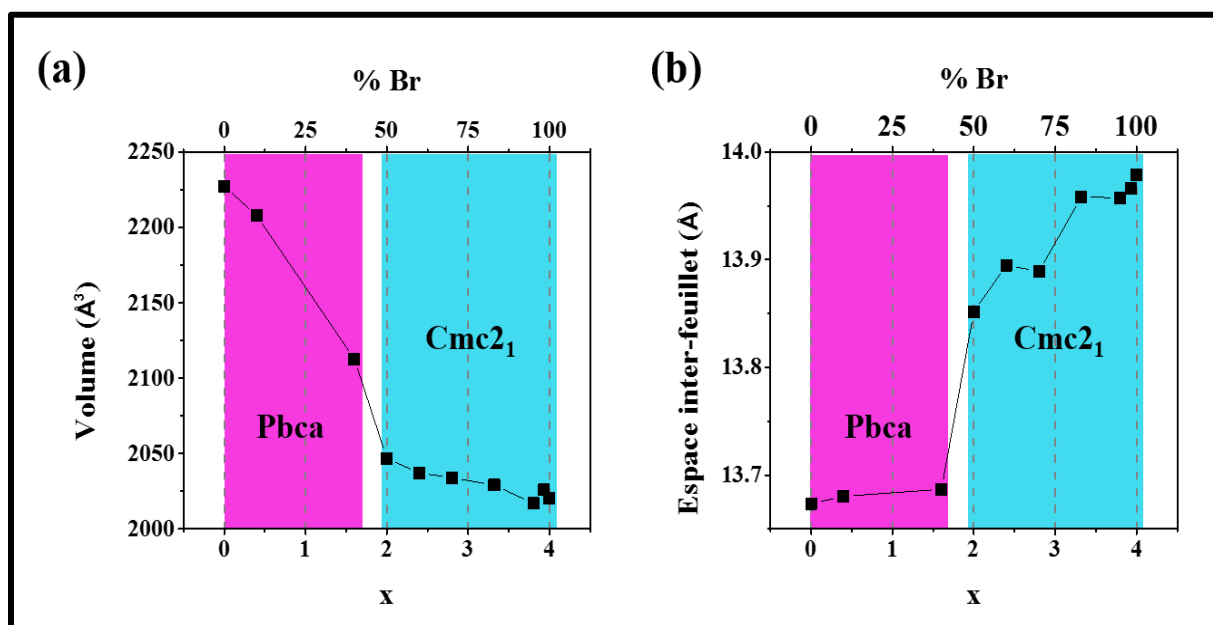 (a)
% Br
0 25 50 75 100
2250
2200
2150
2100
2050
2000
Volume (Å³)
Pbca
Cmc2₁
0 1 2 3 4
x
(b)
% Br
0 25 50 75 100
14.0
13.9
13.8
13.7
Espace inter-feuillet (Å)
Pbca
Cmc2₁
0 1 2 3 4
x